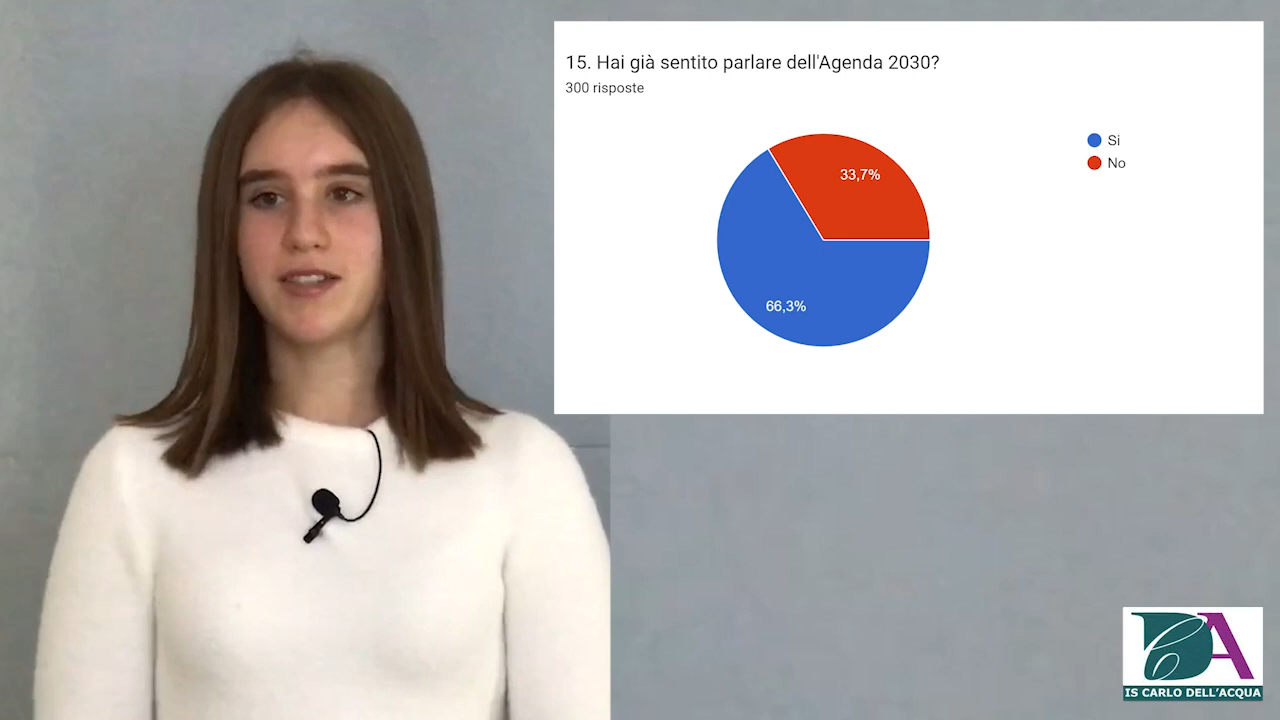 15. Hai già sentito parlare dell'Agenda 2030?
300 risposte
Si
No
33,7%
66,3%
DA
IS CARLO DELL'ACQUA